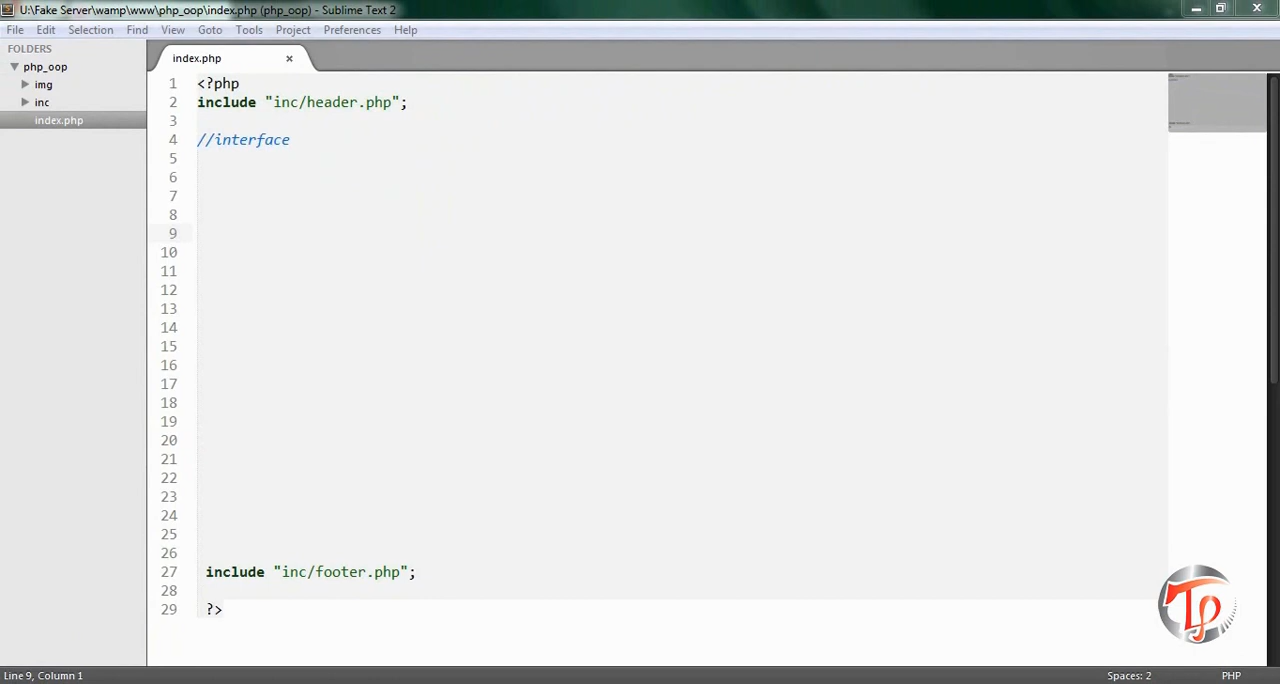 U:\Fake Server\wamp\www\php_oop\index.php (php_oop) - Sublime Text 2
File Edit Selection Find View Goto Tools Project Preferences Help
FOLDERS
php_oop
img
inc
index.php
index.php ×
1 <?php
2 include "inc/header.php";
3
4 //interface
5
6
7
8
9
10
11
12
13
14
15
16
17
18
19
20
21
22
23
24
25
26
27 include "inc/footer.php";
28
29 ?>
Line 9, Column 1 Spaces: 2 PHP